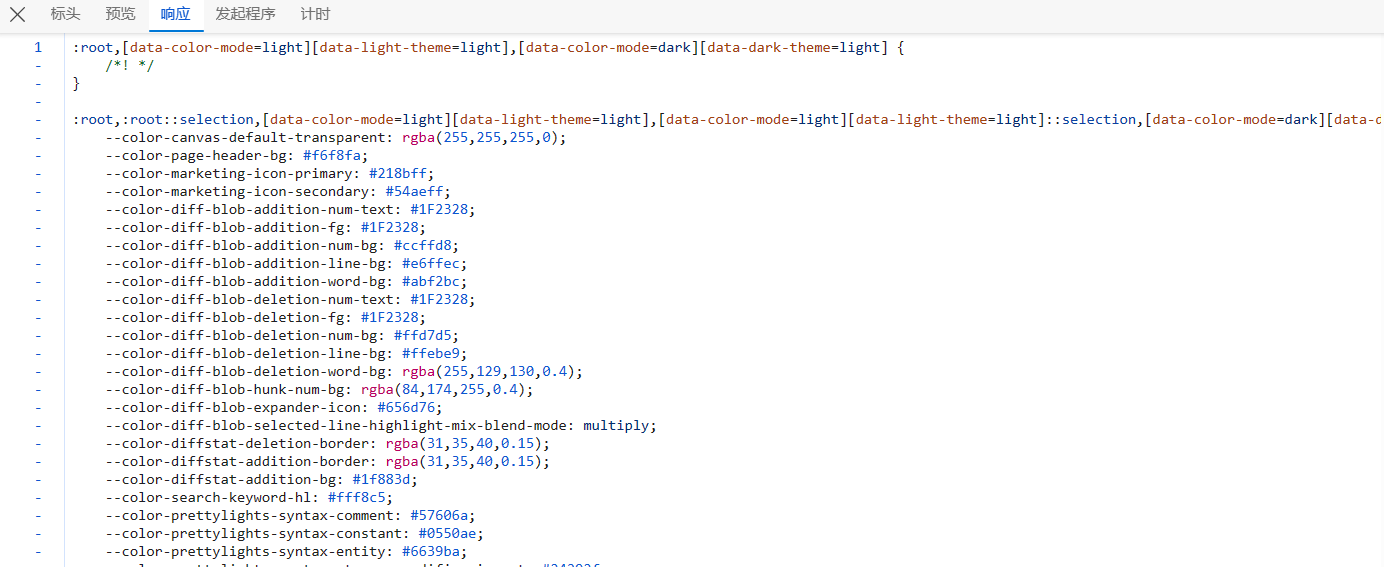 标头 预览 响应 发起程序 计时
1 :root,[data-color-mode=light][data-light-theme=light],[data-color-mode=dark][data-dark-theme=light] {
- /*! */
- }
-
- :root,:root::selection,[data-color-mode=light][data-light-theme=light],[data-color-mode=light][data-light-theme=light]::selection,[data-color-mode=dark][data-d
- --color-canvas-default-transparent: rgba(255,255,255,0);
- --color-page-header-bg: #f6f8fa;
- --color-marketing-icon-primary: #218bff;
- --color-marketing-icon-secondary: #54aeff;
- --color-diff-blob-addition-num-text: #1F2328;
- --color-diff-blob-addition-fg: #1F2328;
- --color-diff-blob-addition-num-bg: #ccffd8;
- --color-diff-blob-addition-line-bg: #e6ffec;
- --color-diff-blob-addition-word-bg: #abf2bc;
- --color-diff-blob-deletion-num-text: #1F2328;
- --color-diff-blob-deletion-fg: #1F2328;
- --color-diff-blob-deletion-num-bg: #ffd7d5;
- --color-diff-blob-deletion-line-bg: #ffebe9;
- --color-diff-blob-deletion-word-bg: rgba(255,129,130,0.4);
- --color-diff-blob-hunk-num-bg: rgba(84,174,255,0.4);
- --color-diff-blob-expander-icon: #656d76;
- --color-diff-blob-selected-line-highlight-mix-blend-mode: multiply;
- --color-diffstat-deletion-border: rgba(31,35,40,0.15);
- --color-diffstat-addition-border: rgba(31,35,40,0.15);
- --color-diffstat-addition-bg: #1f883d;
- --color-search-keyword-hl: #fff8c5;
- --color-prettylights-syntax-comment: #57606a;
- --color-prettylights-syntax-constant: #0550ae;
- --color-prettylights-syntax-entity: #6639ba;